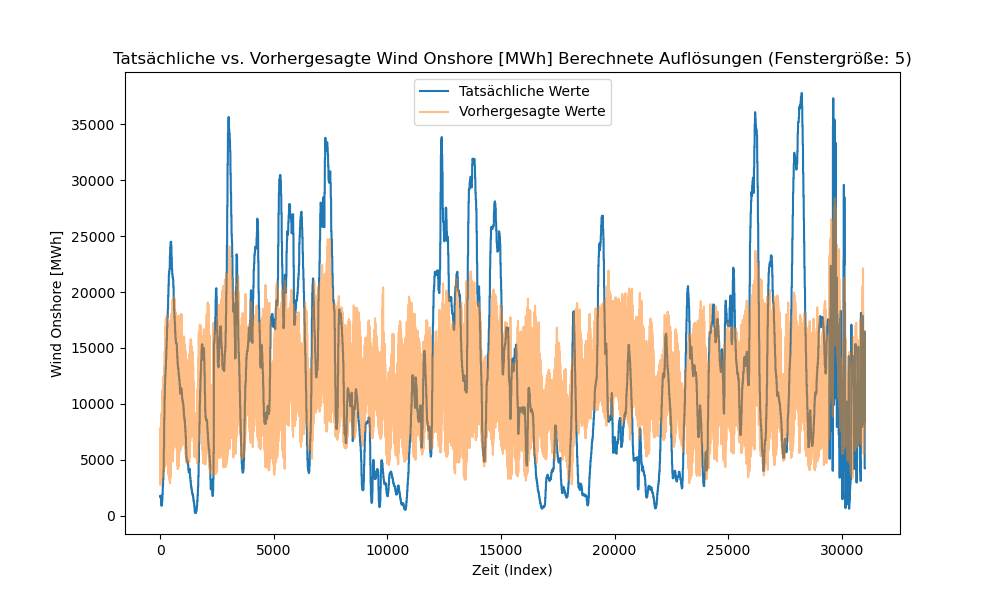 Tatsächliche vs. Vorhergesagte Wind Onshore [MWh] Berechnete Auflösungen (Fenstergröße: 5)
Tatsächliche Werte
Vorhergesagte Werte
Wind Onshore [MWh]
35000
30000
25000
20000
15000
10000
5000
0
0 5000 10000 15000 20000 25000 30000
Zeit (Index)